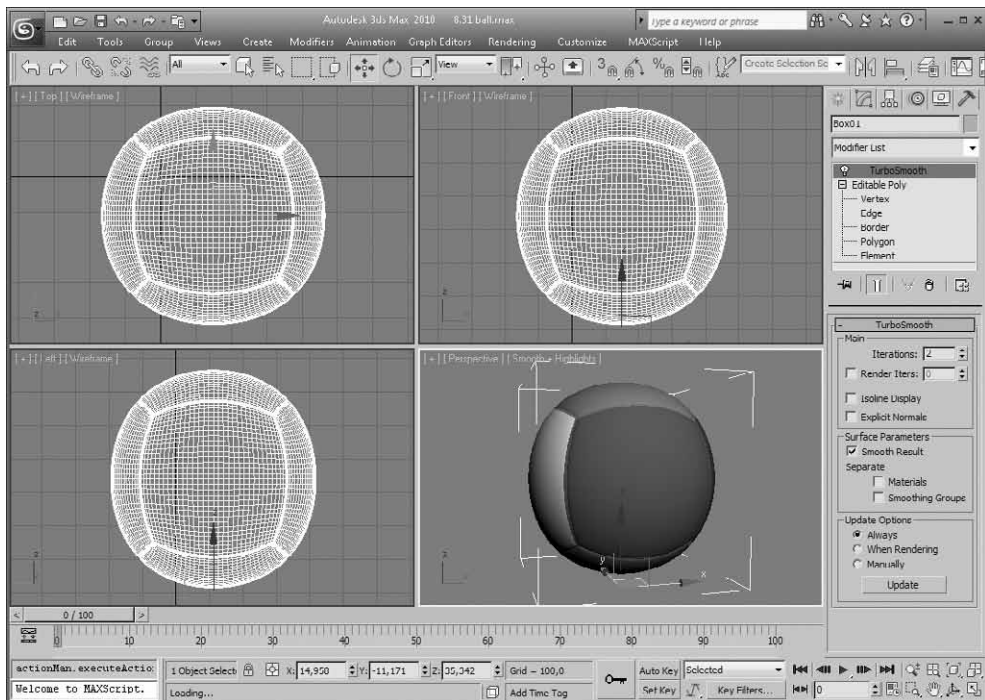 Autodesk 3ds Max 2010 8.31 ball.max
Type a keyword or phrase
Edit Tools Group Views Create Modifiers Animation Graph Editors Rendering Customize MAXScript Help
All
View
3
Create Selection Se
[ + ] [ Top ] [ Wireframe ]
[ + ] [ Front ] [ Wireframe ]
Box01
Modifier List
TurboSmooth
Editable Poly
Vertex
Edge
Border
Polygon
Element
[ + ] [ Left ] [ Wireframe ]
[ + ] [ Perspective ] [ Smooth + Highlights ]
- TurboSmooth
Main
Iterations: 2
Render Iters: 0
Isoline Display
Explicit Normals
Surface Parameters
Smooth Result
Separate
Materials
Smoothing Groups
Update Options
Always
When Rendering
Manually
Update
z
z
z
z
y
x
< 0 / 100 >
0 10 20 30 40 50 60 70 80 90 100
actionMan.executeActio
1 Object Selecte X: 14,950 Y: -11,171 Z: 35,342 Grid = 100,0
Auto Key Selected
Welcome to MAXScript.
Loading...
Add Time Tag
Set Key Key Filters...
0